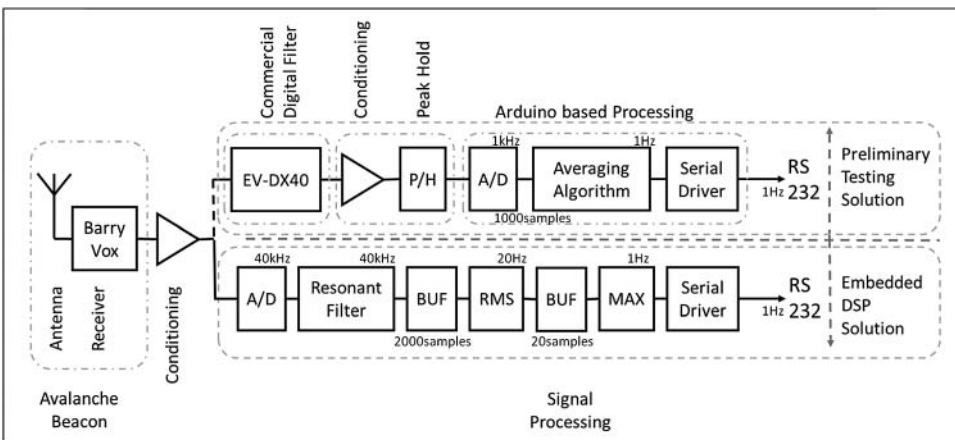 Commercial
Digital Filter
Conditioning
Peak Hold
Arduino based Processing
1kHz
1Hz
EV-DX40
P/H
A/D
Averaging
Algorithm
Serial
Driver
RS
1Hz 232
1000samples
Preliminary
Testing
Solution
Barry
Vox
40kHz
40kHz
20Hz
1Hz
A/D
Resonant
Filter
BUF
RMS
BUF
MAX
Serial
Driver
RS
1Hz 232
2000samples
20samples
Embedded
DSP
Solution
Antenna
Receiver
Conditioning
Avalanche
Beacon
Signal
Processing